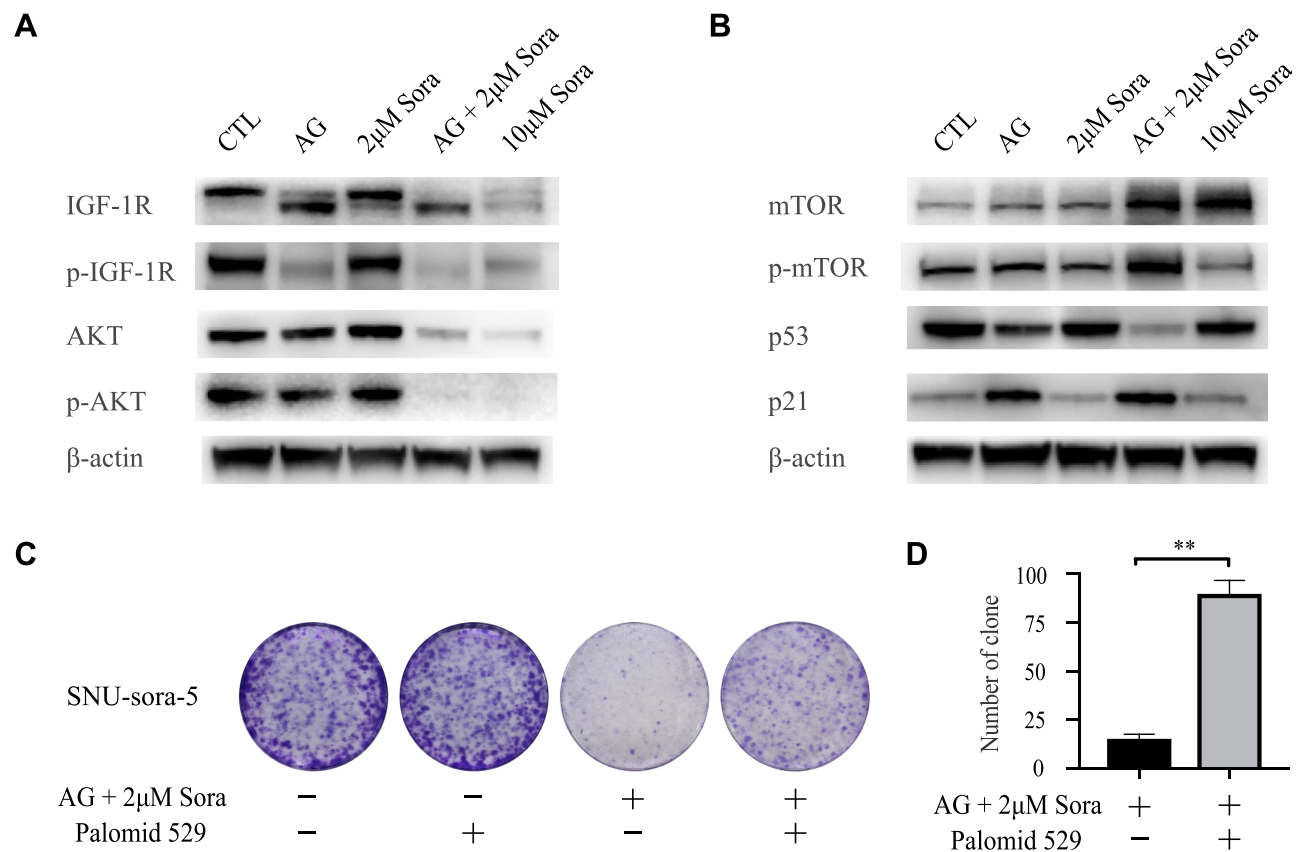 A
CTL AG 2μM Sora AG + 2μM Sora 10μM Sora
IGF-1R
p-IGF-1R
AKT
p-AKT
β-actin
B
CTL AG 2μM Sora AG + 2μM Sora 10μM Sora
mTOR
p-mTOR
p53
p21
β-actin
C
SNU-sora-5
AG + 2μM Sora − − + +
Palomid 529 − + − +
D
**
Number of clone
100
75
50
25
0
AG + 2μM Sora + +
Palomid 529 − +